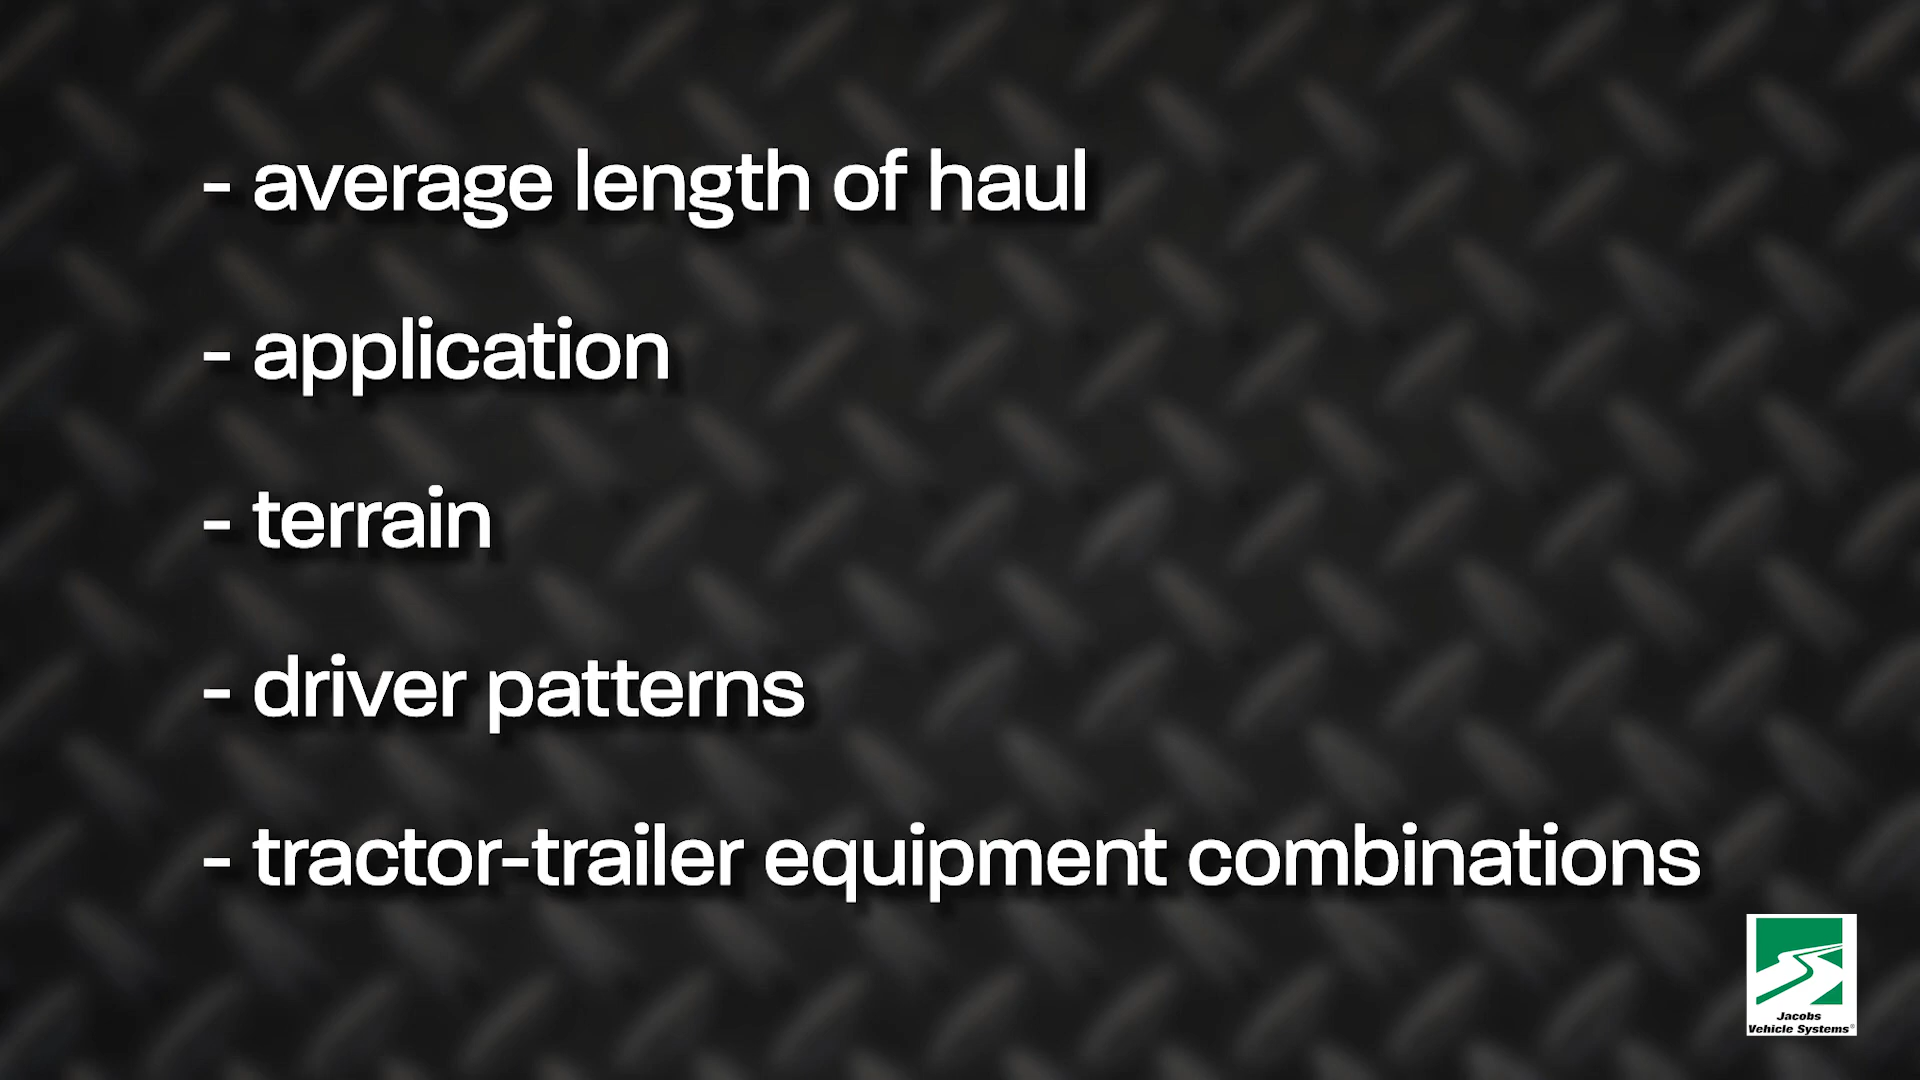 - average length of haul
- application
- terrain
- driver patterns
- tractor-trailer equipment combinations
Jacobs
Vehicle Systems®